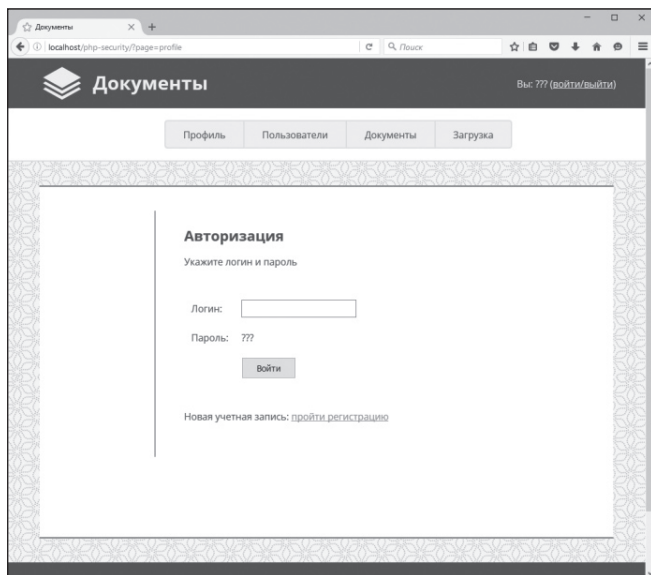 Документы
localhost/php-security/?page=profile
Поиск
Документы
Вы: ??? (войти/выйти)
Профиль
Пользователи
Документы
Загрузка
Авторизация
Укажите логин и пароль
Логин:
Пароль: ???
Войти
Новая учетная запись: пройти регистрацию